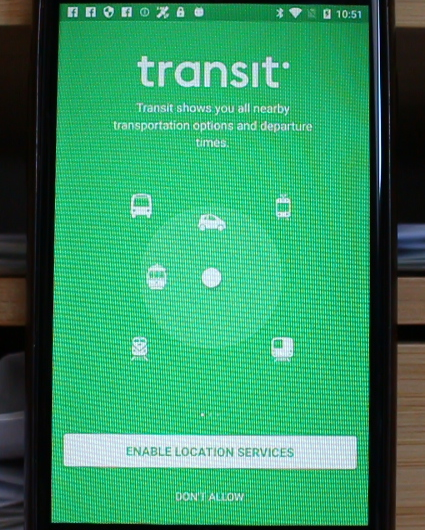 10:51
transit
Transit shows you all nearby
transportation options and departure
times.
ENABLE LOCATION SERVICES
DON'T ALLOW